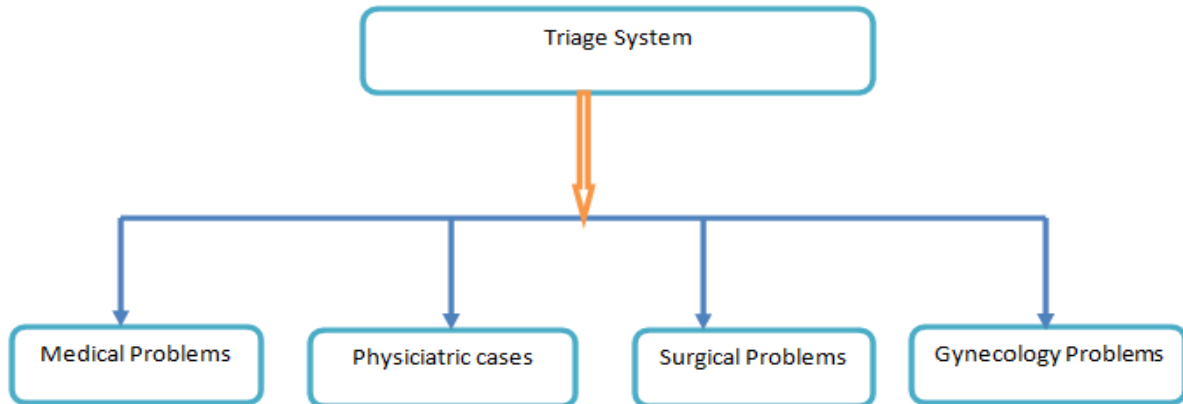 Triage System
Medical Problems
Physiciatric cases
Surgical Problems
Gynecology Problems